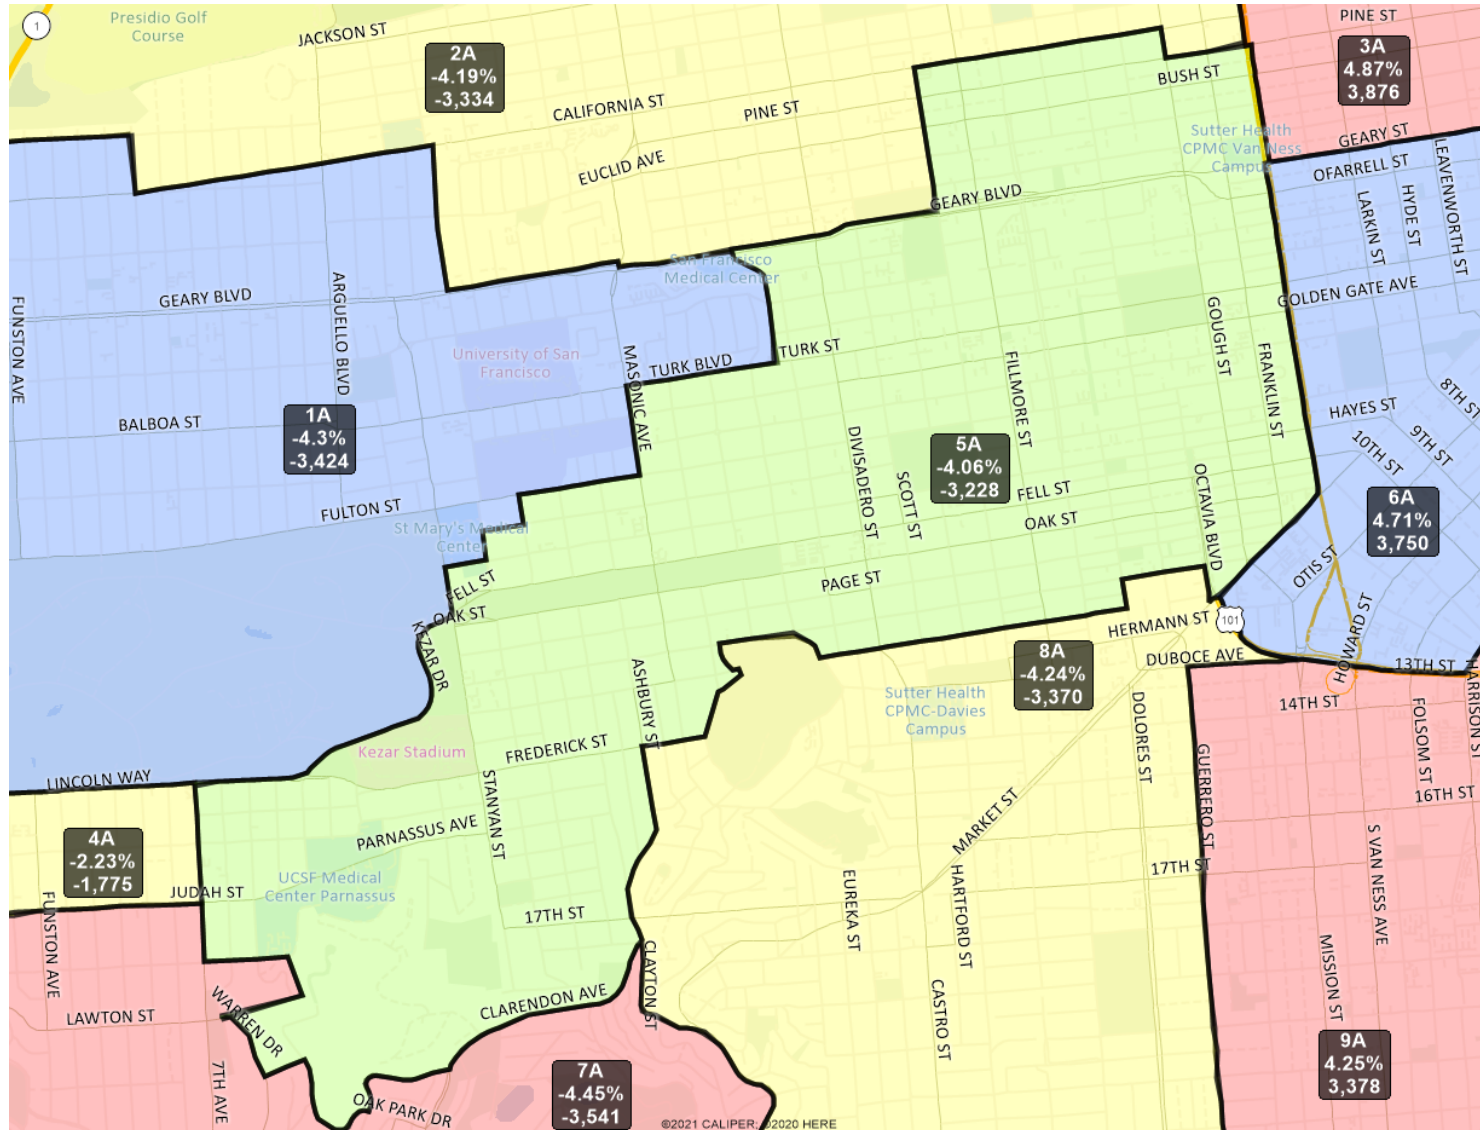 1
Presidio Golf
Course
JACKSON ST
2A
-4.19%
-3,334
CALIFORNIA ST
PINE ST
EUCLID AVE
BUSH ST
PINE ST
3A
4.87%
3,876
GEARY ST
Sutter Health
CPMC Van Ness
Campus
OFARRELL ST
LEAVENWORTH ST
HYDE ST
LARKIN ST
GEARY BLVD
San Francisco
Medical Center
GOLDEN GATE AVE
GEARY BLVD
FUNSTON AVE
ARGUELLO BLVD
University of San
Francisco
MASONIC AVE
TURK BLVD
TURK ST
FILLMORE ST
GOUGH ST
FRANKLIN ST
8TH ST
HAYES ST
9TH ST
10TH ST
BALBOA ST
1A
-4.3%
-3,424
DIVISADERO ST
SCOTT ST
5A
-4.06%
-3,228
FELL ST
OAK ST
OCTAVIA BLVD
6A
4.71%
3,750
FULTON ST
St Mary's Medical
Center
FELL ST
OAK ST
PAGE ST
OTIS ST
HOWARD ST
101
HERMANN ST
DUBOCE AVE
13TH ST
HARRISON ST
KEZAR DR
ASHBURY ST
8A
-4.24%
-3,370
Sutter Health
CPMC-Davies
Campus
14TH ST
FOLSOM ST
DOLORES ST
GUERRERO ST
16TH ST
Kezar Stadium
FREDERICK ST
LINCOLN WAY
STANYAN ST
PARNASSUS AVE
MARKET ST
S VAN NESS AVE
4A
-2.23%
-1,775
JUDAH ST
UCSF Medical
Center Parnassus
17TH ST
17TH ST
EUREKA ST
HARTFORD ST
FUNSTON AVE
CLAYTON ST
MISSION ST
LAWTON ST
WARREN DR
CLARENDON AVE
CASTRO ST
7TH AVE
OAK PARK DR
7A
-4.45%
-3,541
9A
4.25%
3,378
©2021 CALIPER; ©2020 HERE